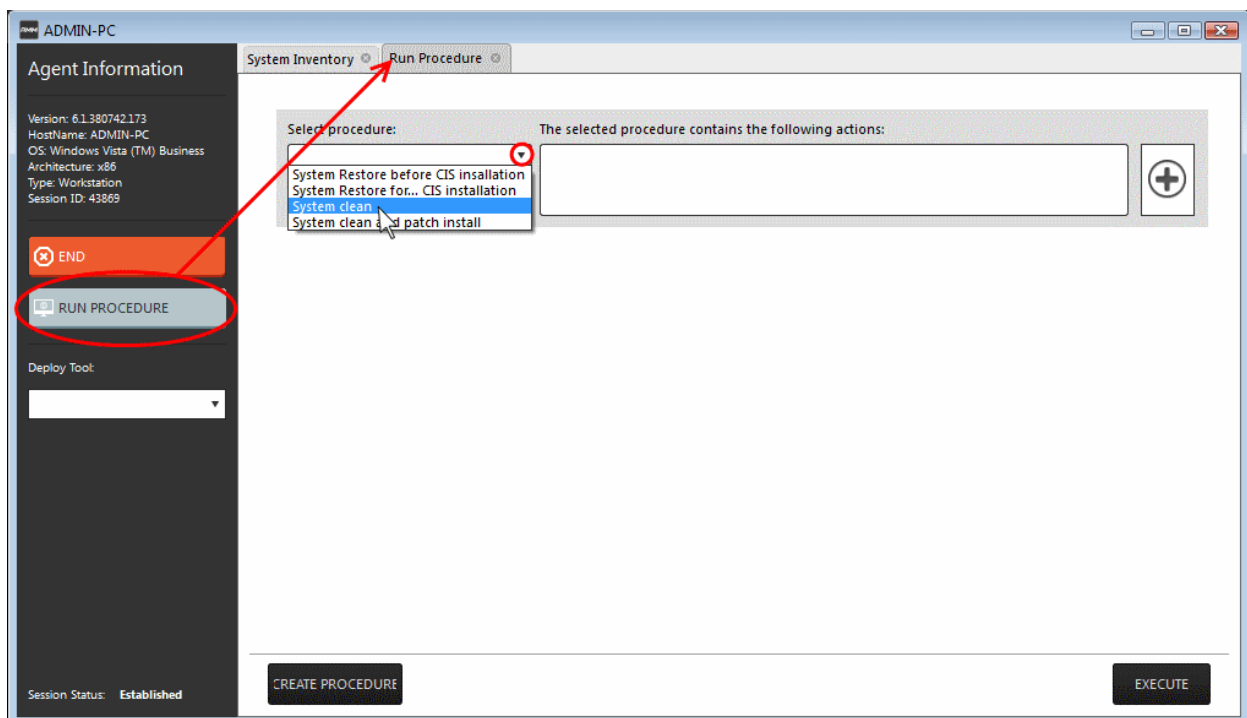 RMM ADMIN-PC
Agent Information
Version: 6.1.380742.173
HostName: ADMIN-PC
OS: Windows Vista (TM) Business
Architecture: x86
Type: Workstation
Session ID: 43869
END
RUN PROCEDURE
Deploy Tool:
Session Status: Established
System Inventory
Run Procedure
Select procedure:
The selected procedure contains the following actions:
System Restore before CIS insallation
System Restore for... CIS installation
System clean
System clean and patch install
CREATE PROCEDURE
EXECUTE